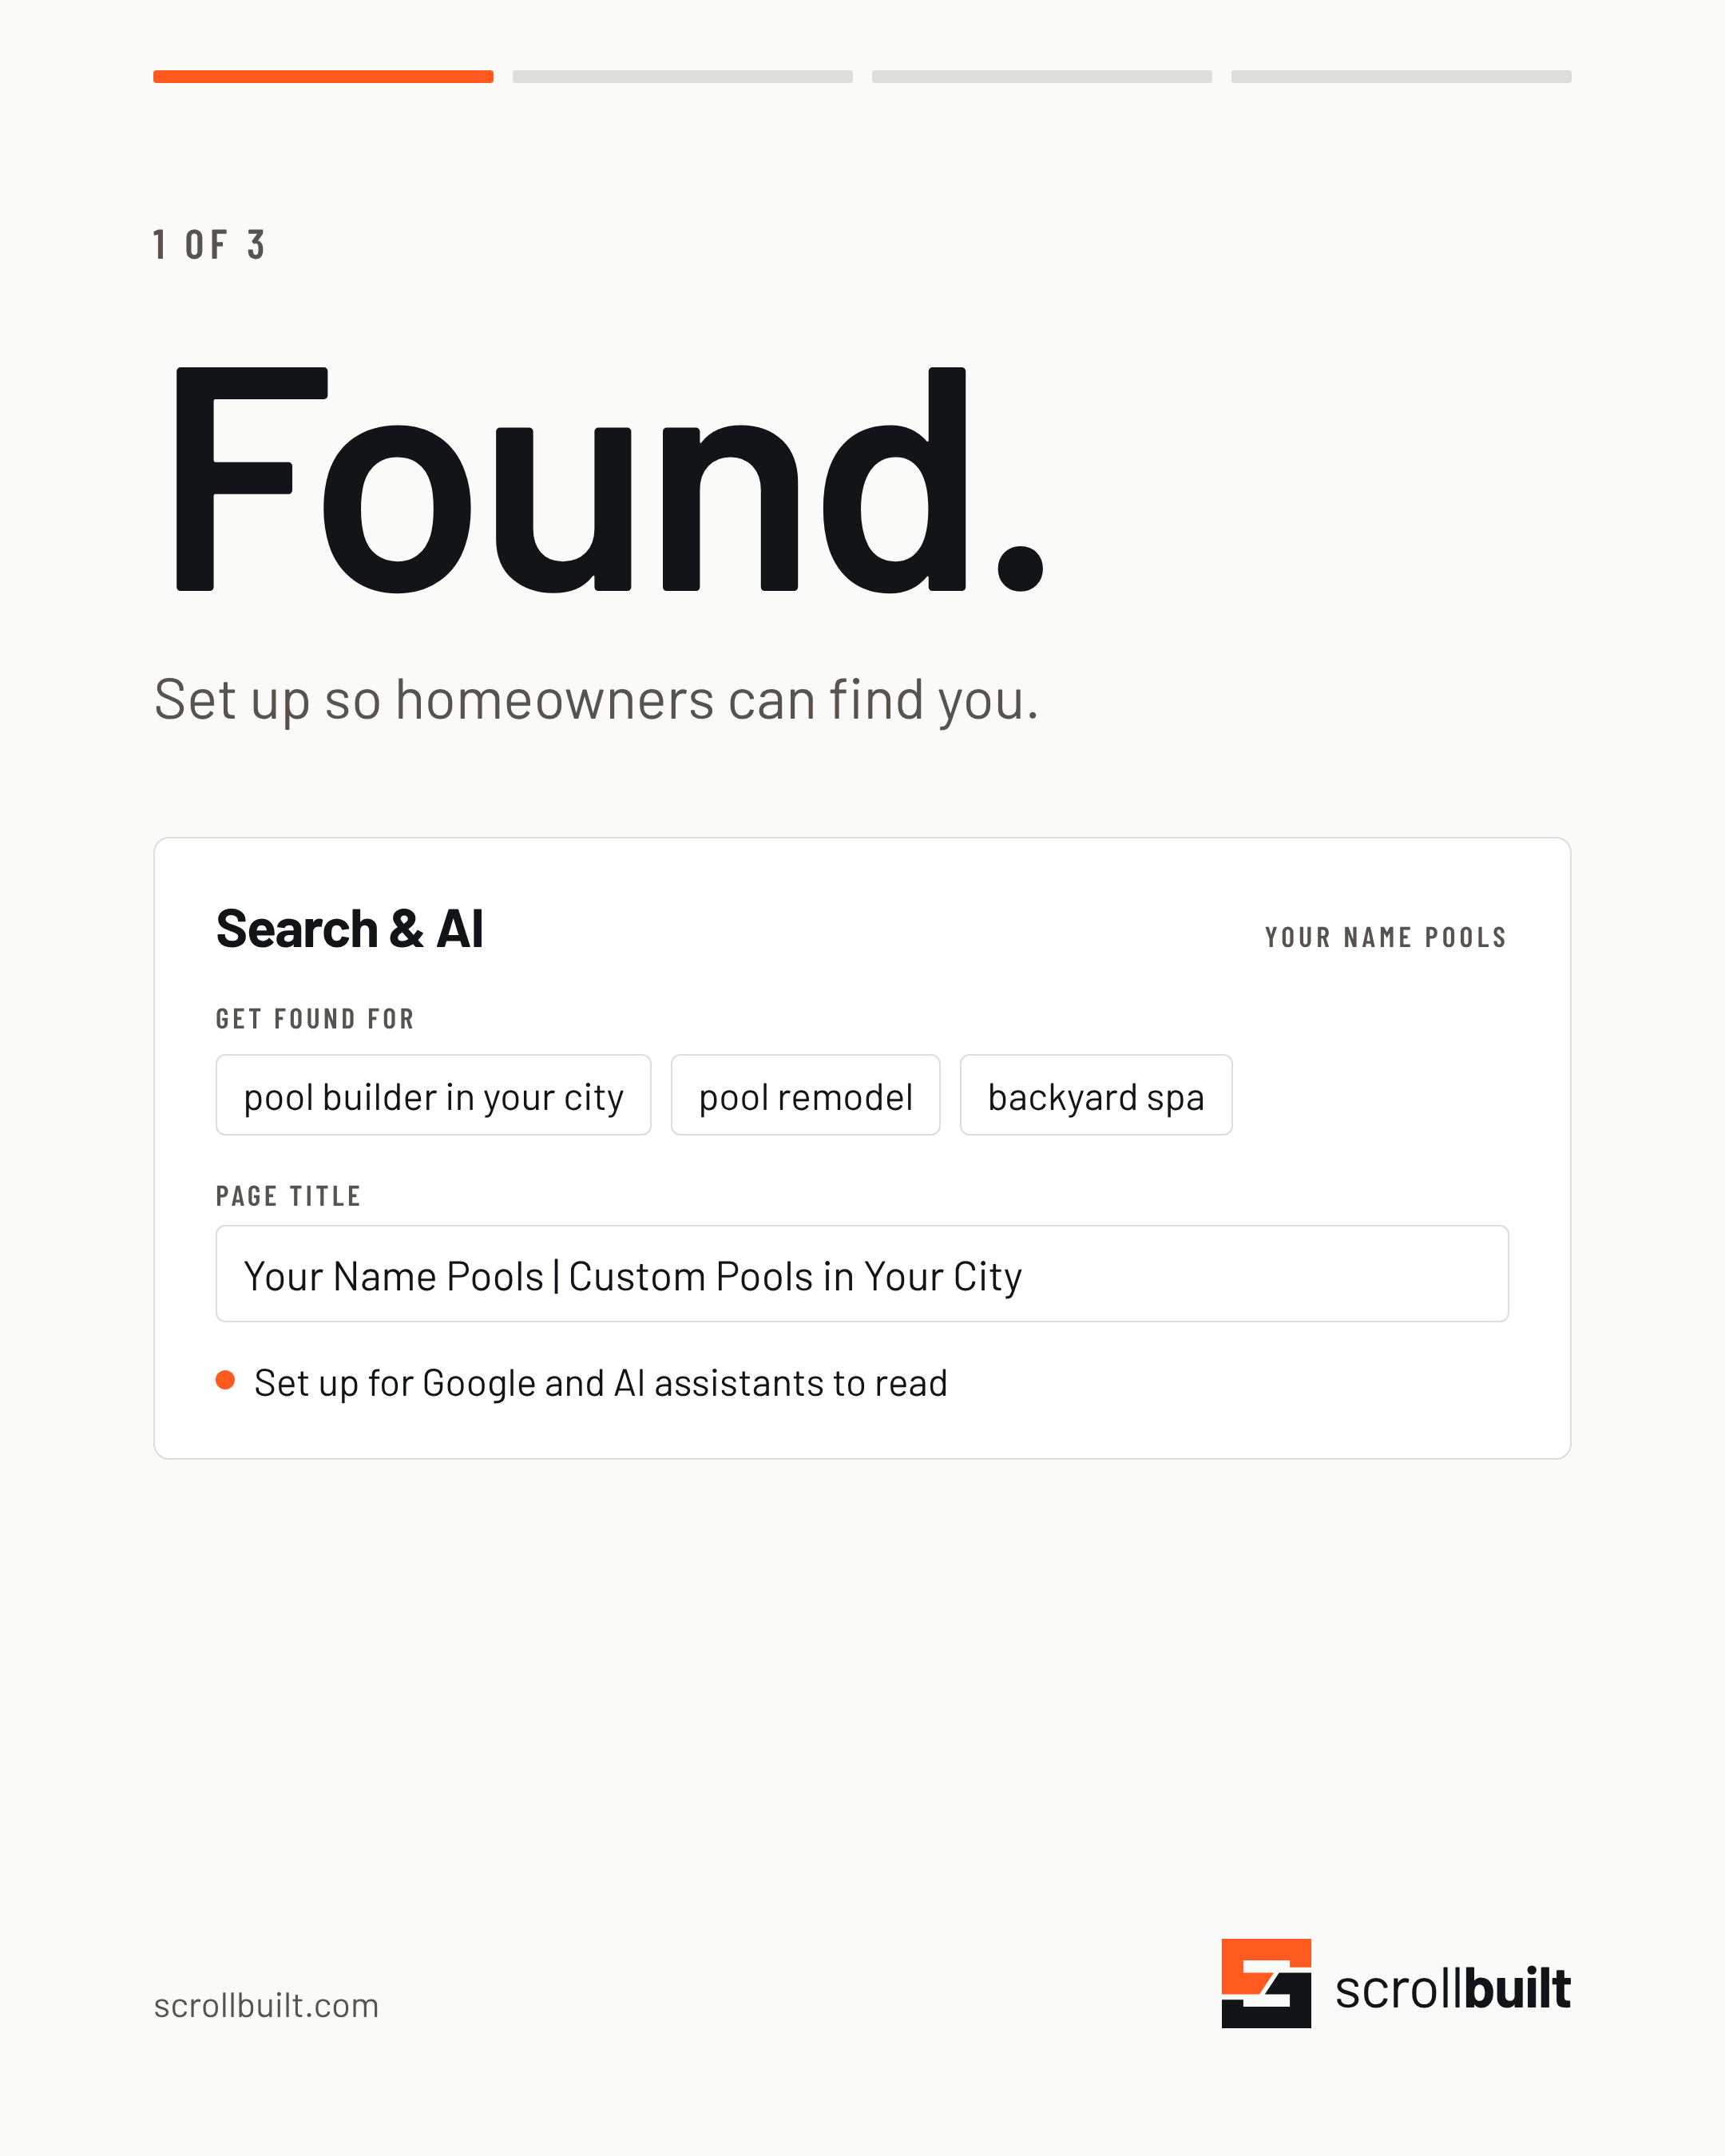 1 OF 3
Found.
Set up so homeowners can find you.
Search & AI
YOUR NAME POOLS
GET FOUND FOR
pool builder in your city
pool remodel
backyard spa
PAGE TITLE
Your Name Pools | Custom Pools in Your City
Set up for Google and AI assistants to read
scrollbuilt.com
scrollbuilt